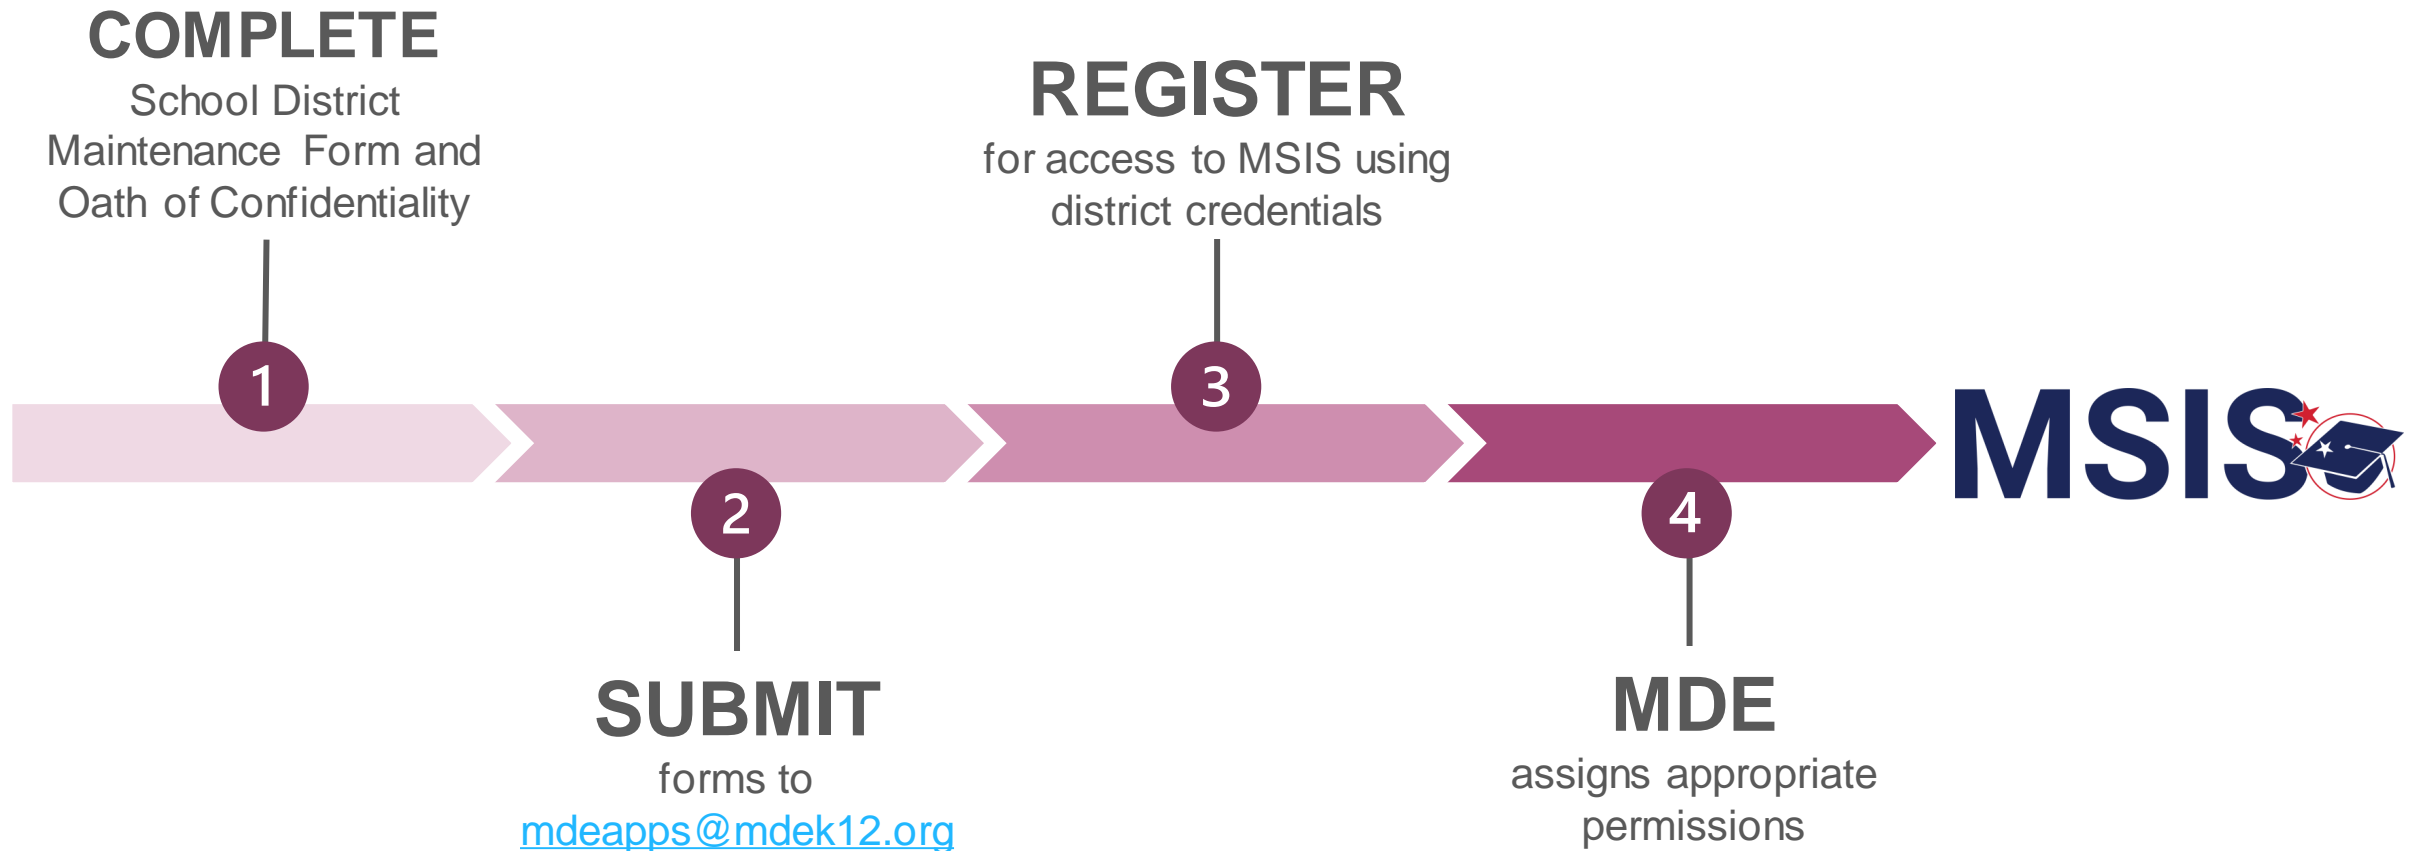 COMPLETE
School District
Maintenance Form and
Oath of Confidentiality
1
2
SUBMIT
forms to
mdeapps@mdek12.org
REGISTER
for access to MSIS using
district credentials
3
4
MDE
assigns appropriate
permissions
MSIS